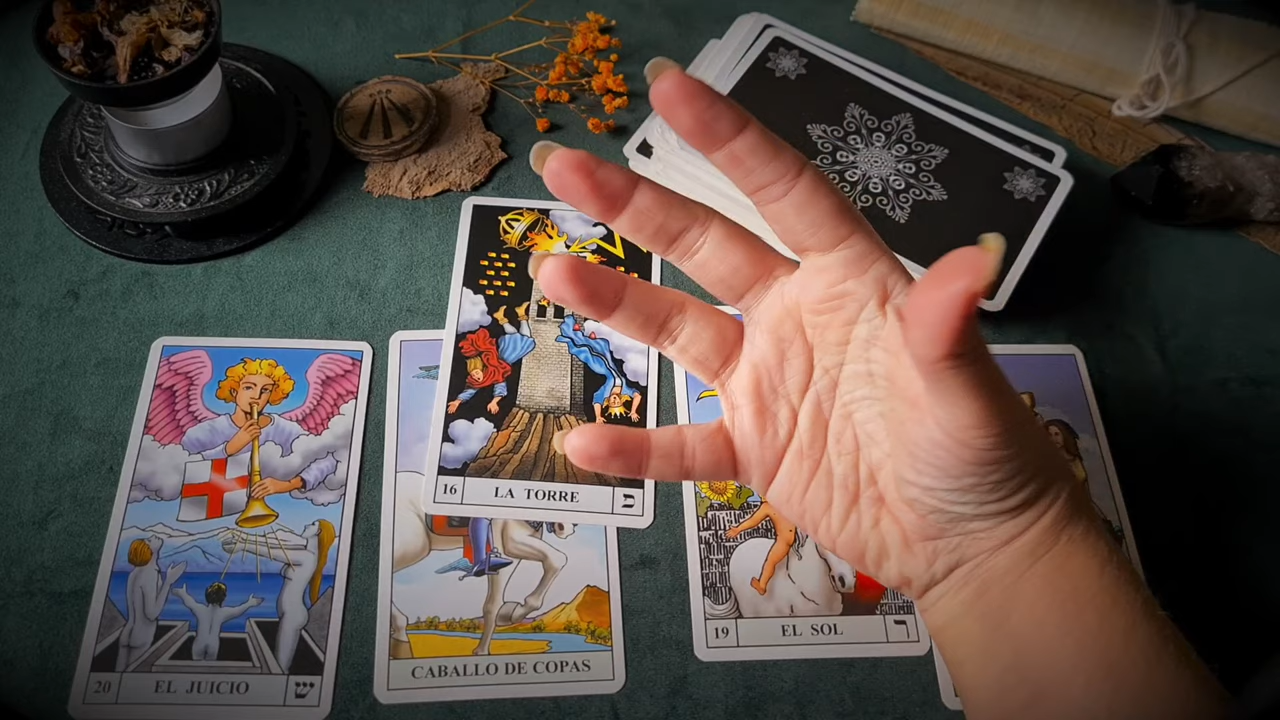 16 LA TORRE כ
20 EL JUICIO ש
CABALLO DE COPAS
19 EL SOL ר